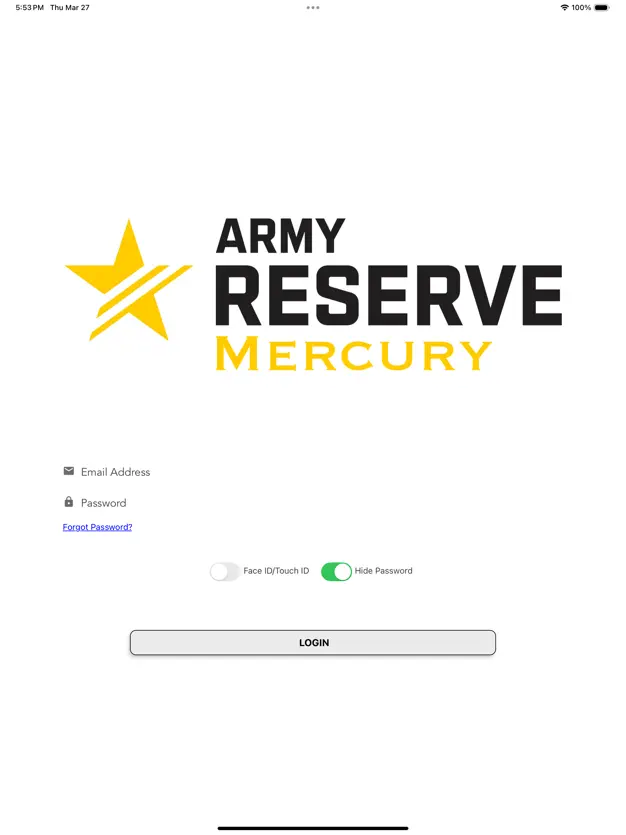 5:53 PM Thu Mar 27
100%
ARMY
RESERVE
MERCURY
Email Address
Password
Forgot Password?
Face ID/Touch ID Hide Password
LOGIN